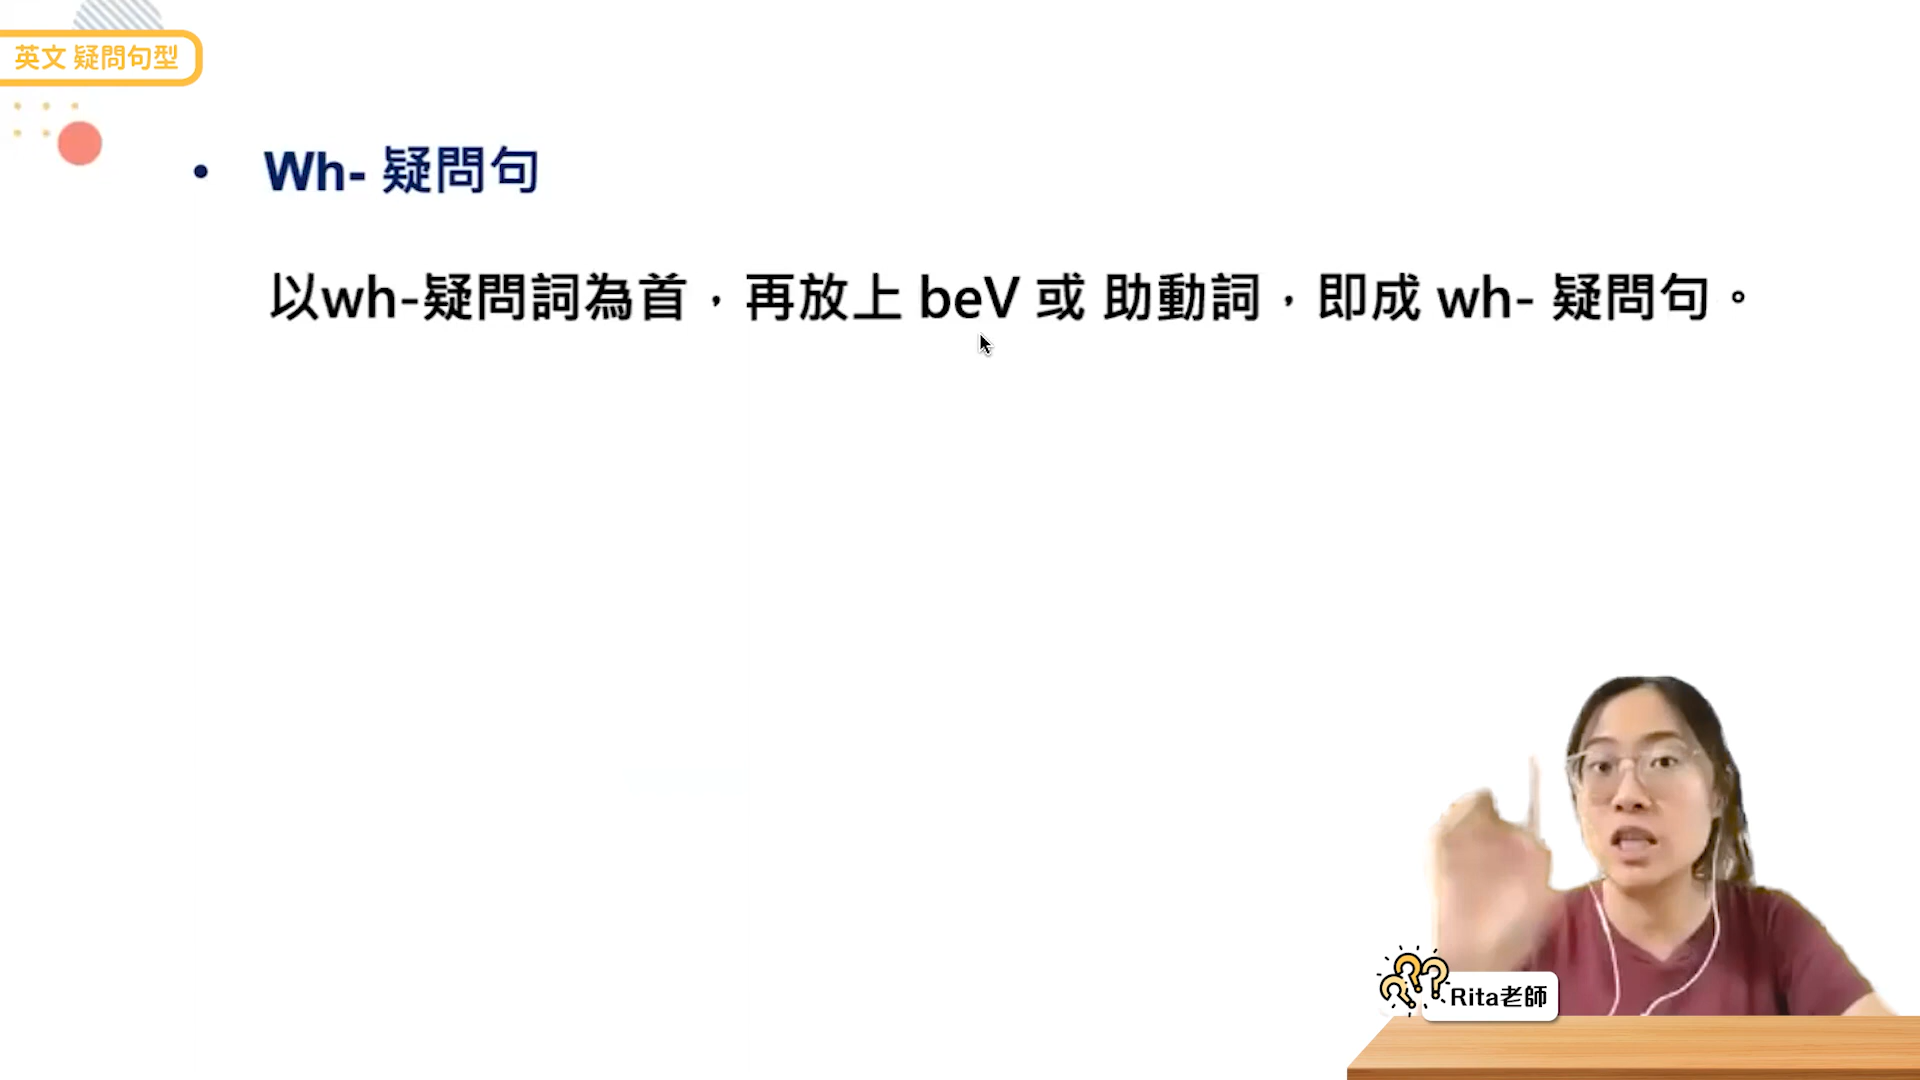 英文 疑問句型
• Wh- 疑問句
以wh-疑問詞為首，再放上 beV 或 助動詞，即成 wh- 疑問句。
Rita老師